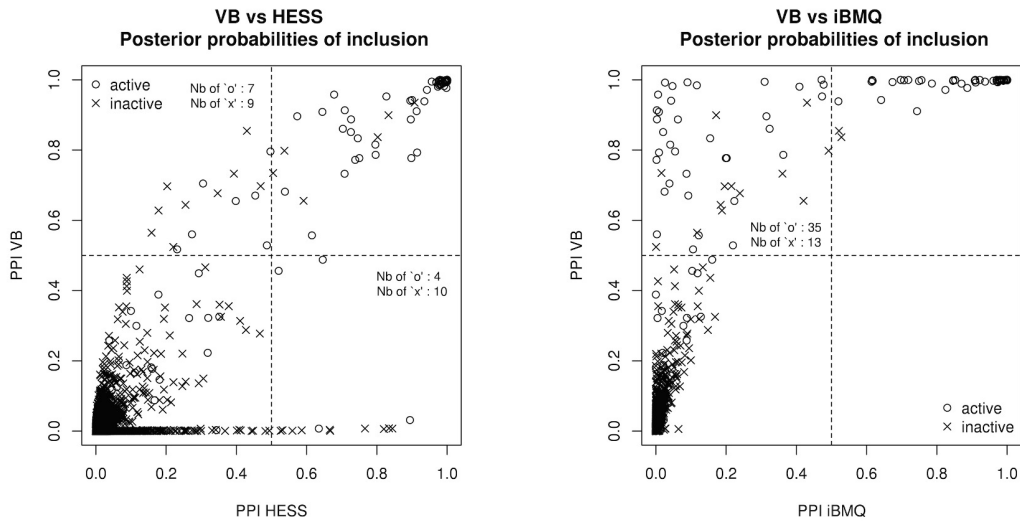 VB vs HESS
Posterior probabilities of inclusion
active
inactive
Nb of `o' : 7
Nb of `x' : 9
Nb of `o' : 4
Nb of `x' : 10
PPI VB
1.0
0.8
0.6
0.4
0.2
0.0
0.0 0.2 0.4 0.6 0.8 1.0
PPI HESS
VB vs iBMQ
Posterior probabilities of inclusion
Nb of `o' : 35
Nb of `x' : 13
active
inactive
PPI VB
1.0
0.8
0.6
0.4
0.2
0.0
0.0 0.2 0.4 0.6 0.8 1.0
PPI iBMQ